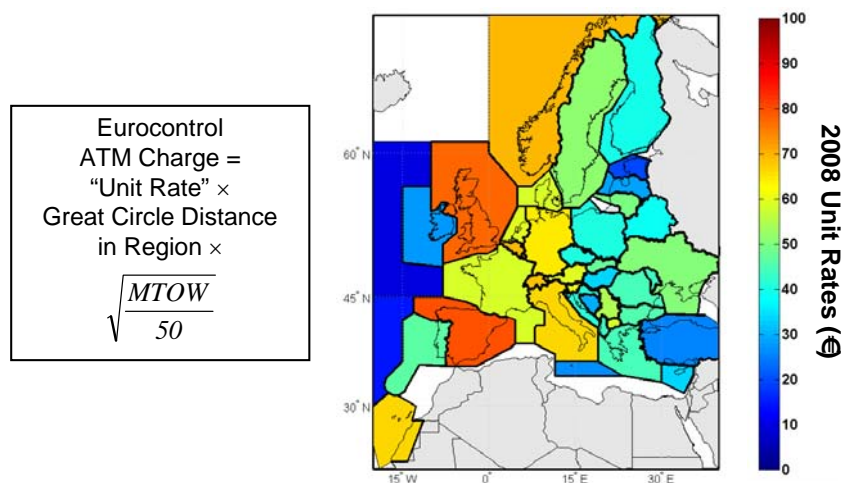 Eurocontrol
ATM Charge =
“Unit Rate” ×
Great Circle Distance
in Region ×
√MTOW/50
60° N
45° N
30° N
15° W
0°
15° E
30° E
100
90
80
70
60
50
40
30
20
10
0
2008 Unit Rates (€)